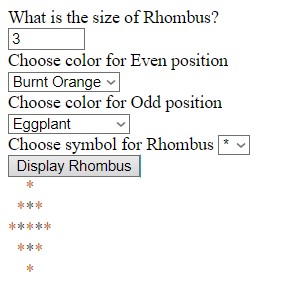 What is the size of Rhombus?
3
Choose color for Even position
Burnt Orange
Choose color for Odd position
Eggplant
Choose symbol for Rhombus *
Display Rhombus
*
***
*****
***
*